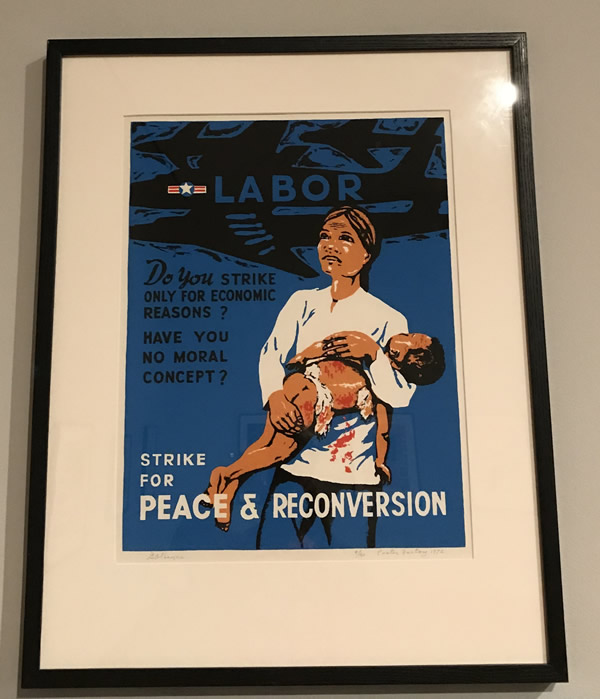 LABOR
Do You STRIKE
ONLY FOR ECONOMIC
REASONS ?
HAVE YOU
NO MORAL
CONCEPT ?
STRIKE
FOR
PEACE & RECONVERSION